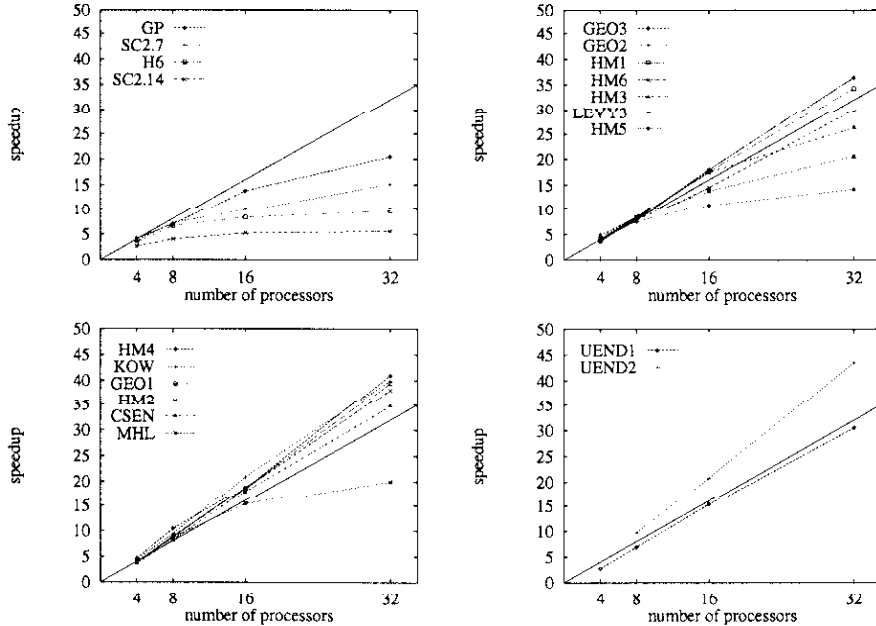 50
45
40
35
30
25
20
15
10
5
0
speedup
GP
SC2.7
H6
SC2.14
4 8 16 32
number of processors
50
45
40
35
30
25
20
15
10
5
0
speedup
GEO3
GEO2
HM1
HM6
HM3
LEVY3
HM5
4 8 16 32
number of processors
50
45
40
35
30
25
20
15
10
5
0
speedup
HM4
KOW
GEO1
HM2
CSEN
MHL
4 8 16 32
number of processors
50
45
40
35
30
25
20
15
10
5
0
speedup
UEND1
UEND2
4 8 16 32
number of processors